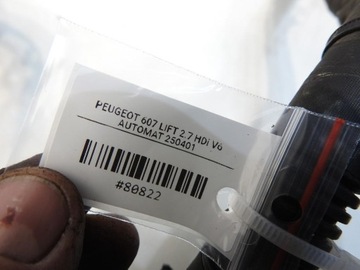 PEUGEOT 607 LIFT 2.7 HDi V6
AUTOMAT 250401
#80822